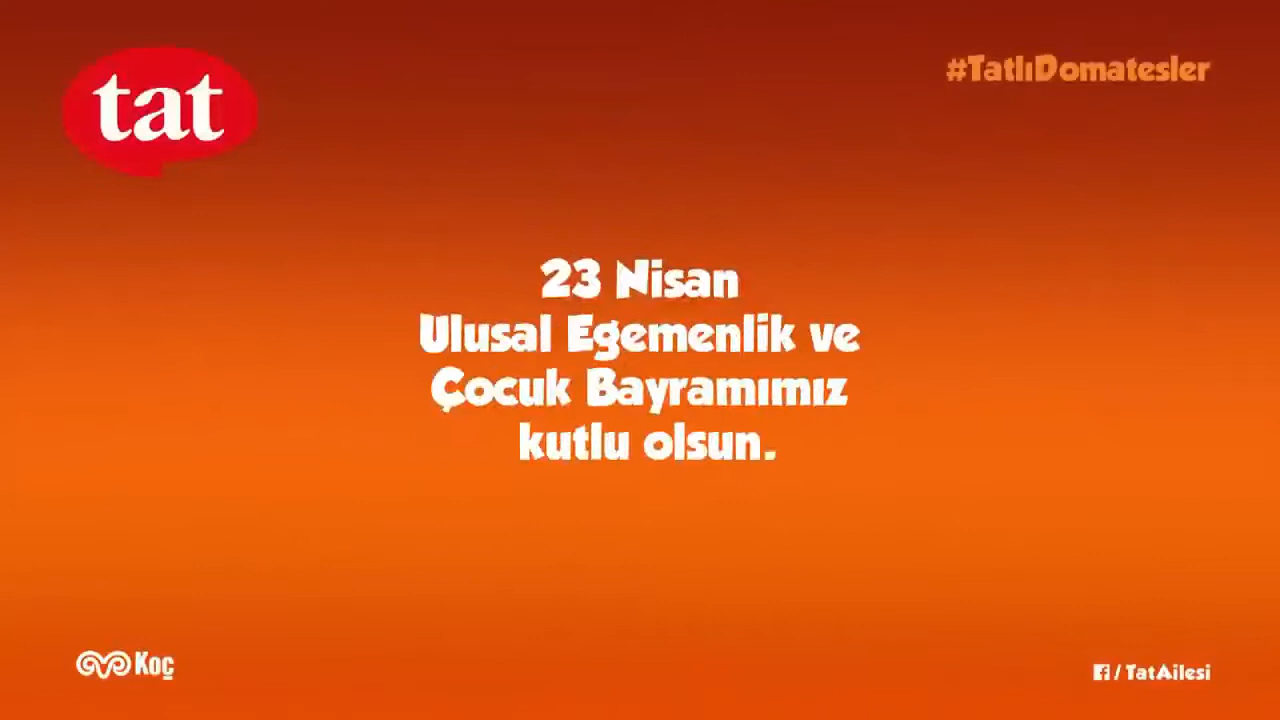 tat
#TatlıDomatesler
23 Nisan
Ulusal Egemenlik ve
Çocuk Bayramımız
kutlu olsun.
Koç
f/TatAilesi